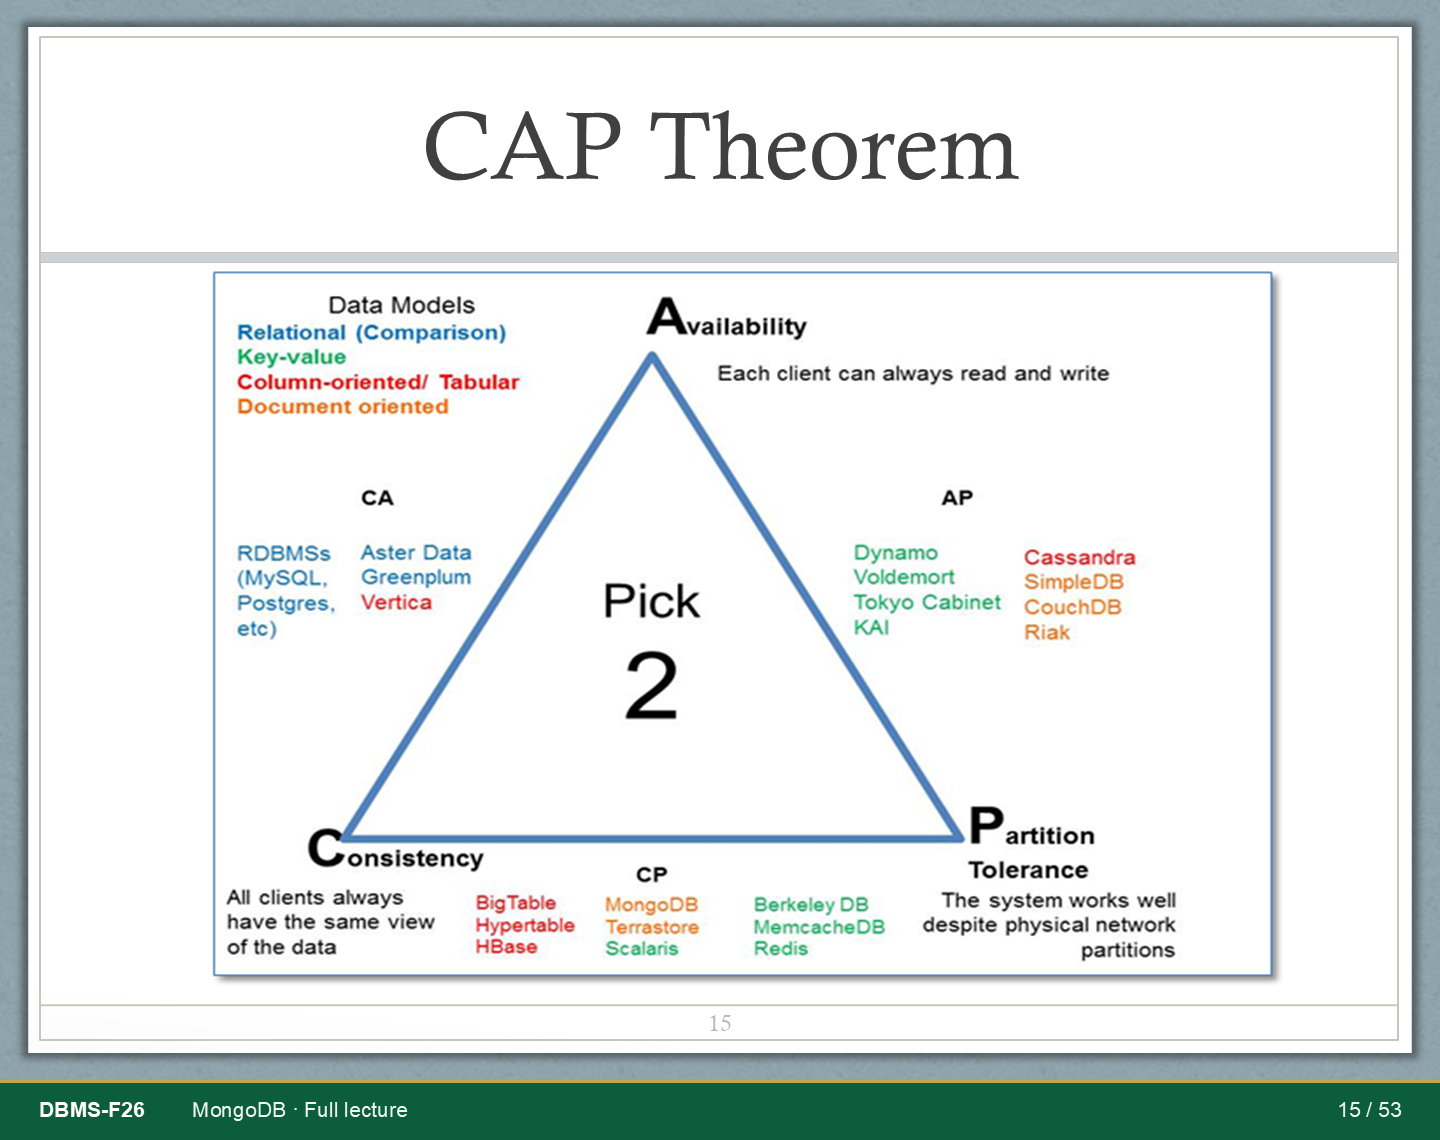 CAP Theorem
Data Models
Relational (Comparison)
Key-value
Column-oriented/ Tabular
Document oriented
Availability
Each client can always read and write
CA
RDBMSs
(MySQL,
Postgres,
etc)
Aster Data
Greenplum
Vertica
Pick
2
AP
Dynamo
Voldemort
Tokyo Cabinet
KAI
Cassandra
SimpleDB
CouchDB
Riak
Consistency
All clients always
have the same view
of the data
CP
BigTable
Hypertable
HBase
MongoDB
Terrastore
Scalaris
Berkeley DB
MemcacheDB
Redis
Partition
Tolerance
The system works well
despite physical network
partitions
15
DBMS-F26 MongoDB · Full lecture 15 / 53